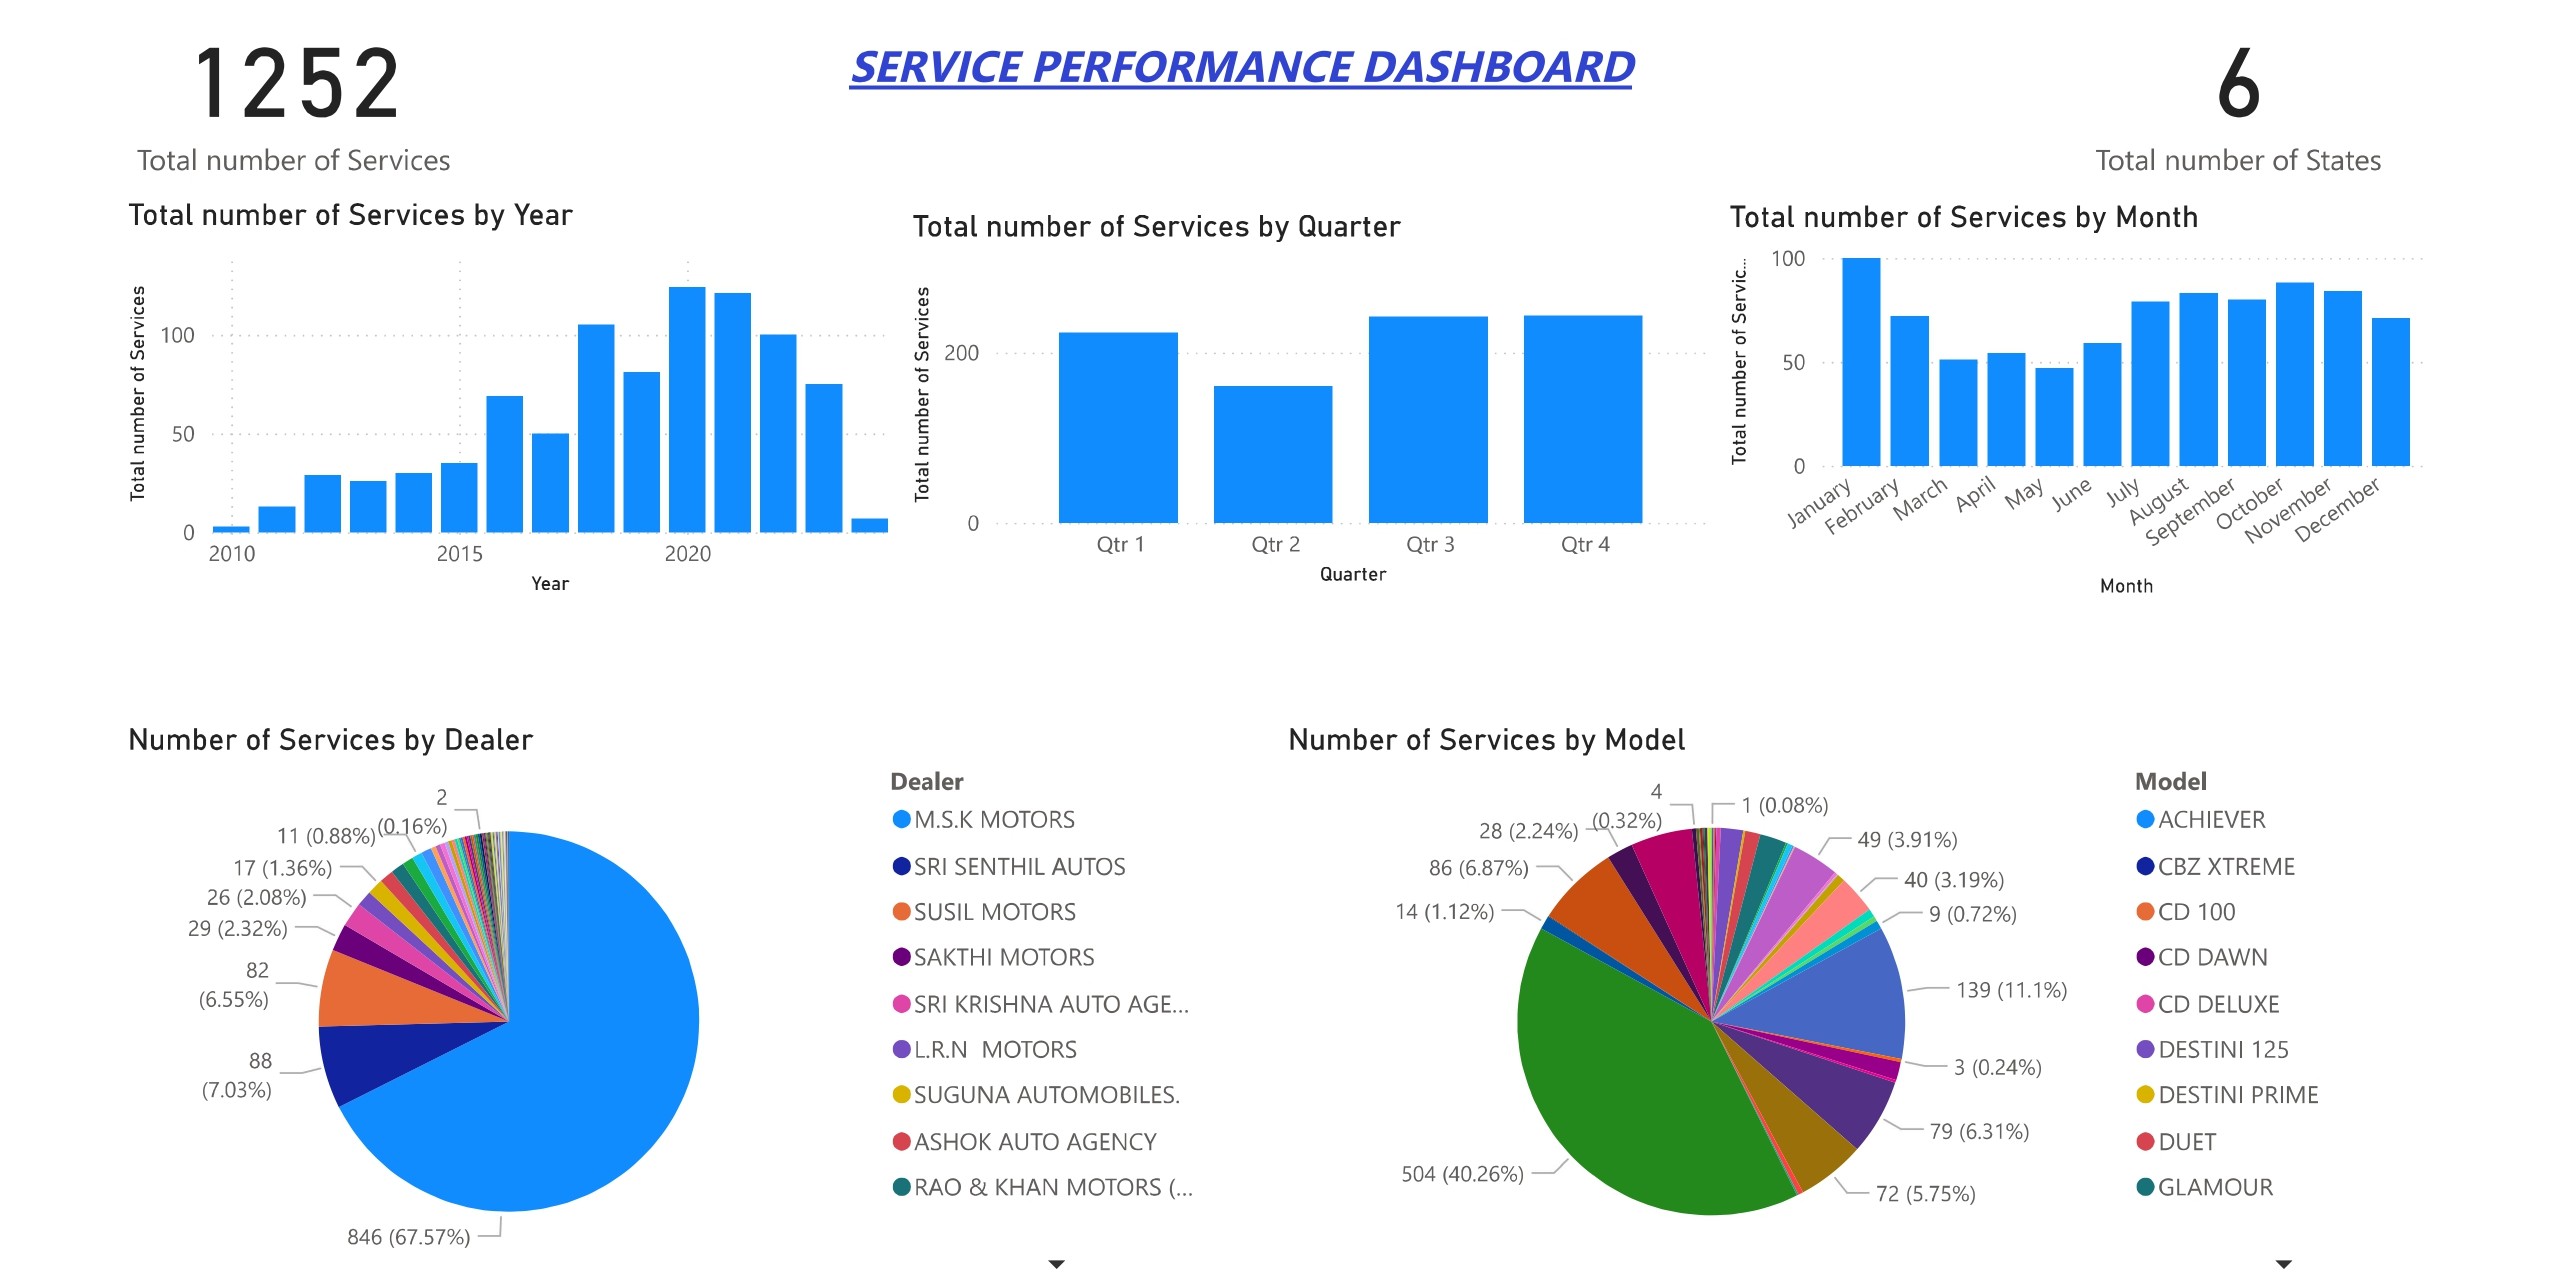 1252
Total number of Services
SERVICE PERFORMANCE DASHBOARD
6
Total number of States
Total number of Services by Year
Total number of Services
100
50
0
2010
2015
2020
Year
Total number of Services by Quarter
Total number of Services
200
0
Qtr 1
Qtr 2
Qtr 3
Qtr 4
Quarter
Total number of Services by Month
Total number of Servic...
100
50
0
January
February
March
April
May
June
July
August
September
October
November
December
Month
Number of Services by Dealer
2
(0.16%)
11 (0.88%)
17 (1.36%)
26 (2.08%)
29 (2.32%)
82
(6.55%)
88
(7.03%)
846 (67.57%)
Dealer
M.S.K MOTORS
SRI SENTHIL AUTOS
SUSIL MOTORS
SAKTHI MOTORS
SRI KRISHNA AUTO AGE...
L.R.N MOTORS
SUGUNA AUTOMOBILES.
ASHOK AUTO AGENCY
RAO & KHAN MOTORS (...
Number of Services by Model
4
(0.32%)
28 (2.24%)
86 (6.87%)
14 (1.12%)
504 (40.26%)
1 (0.08%)
49 (3.91%)
40 (3.19%)
9 (0.72%)
139 (11.1%)
3 (0.24%)
79 (6.31%)
72 (5.75%)
Model
ACHIEVER
CBZ XTREME
CD 100
CD DAWN
CD DELUXE
DESTINI 125
DESTINI PRIME
DUET
GLAMOUR